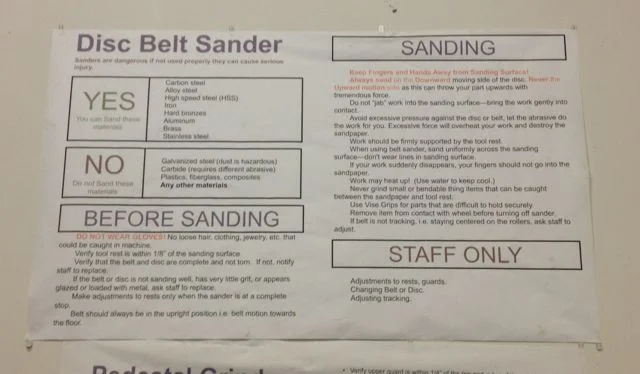 Disc Belt Sander
Sanders are dangerous if not used properly they can cause serious
injury.
YES
You can Sand these
materials
Carbon steel
Alloy steel
High speed steel (HSS)
Iron
Hard bronzes
Aluminum
Brass
Stainless steel
NO
Do not Sand these
materials
Galvanized steel (dust is hazardous)
Carbide (requires different abrasive)
Plastics, fiberglass, composites
Any other materials
BEFORE SANDING
DO NOT WEAR GLOVES! No loose hair, clothing, jewelry, etc. that
could be caught in machine.
Verify tool rest is within 1/8" of the sanding surface.
Verify that the belt and disc are complete and not torn. If not, notify
staff to replace.
If the belt or disc is not sanding well, has very little grit, or appears
glazed or loaded with metal, ask staff to replace.
Make adjustments to rests only when the sander is at a complete
stop.
Belt should always be in the upright position i.e. belt motion towards
the floor.
SANDING
Keep Fingers and Hands Away from Sanding Surface!
Always sand on the Downward moving side of the disc. Never the
Upward motion side as this can throw your part upwards with
tremendous force.
Do not "jab" work into the sanding surface—bring the work gently into
contact.
Avoid excessive pressure against the disc or belt, let the abrasive do
the work for you. Excessive force will overheat your work and destroy the
sandpaper.
Work should be firmly supported by the tool rest.
When using belt sander, sand uniformly across the sanding
surface—don't wear lines in sanding surface.
If your work suddenly disappears, your fingers should not go into the
sandpaper.
Work may heat up! (Use water to keep cool.)
Never grind small or bendable thing items that can be caught
between the sandpaper and tool rest.
Use Vise Grips for parts that are difficult to hold securely.
Remove item from contact with wheel before turning off sander.
If belt is not tracking, i.e. staying centered on the rollers, ask staff to
adjust.
STAFF ONLY
Adjustments to rests, guards.
Changing Belt or Disc.
Adjusting tracking.
Pedestal
• Verify upper guard is within 1/4" of the